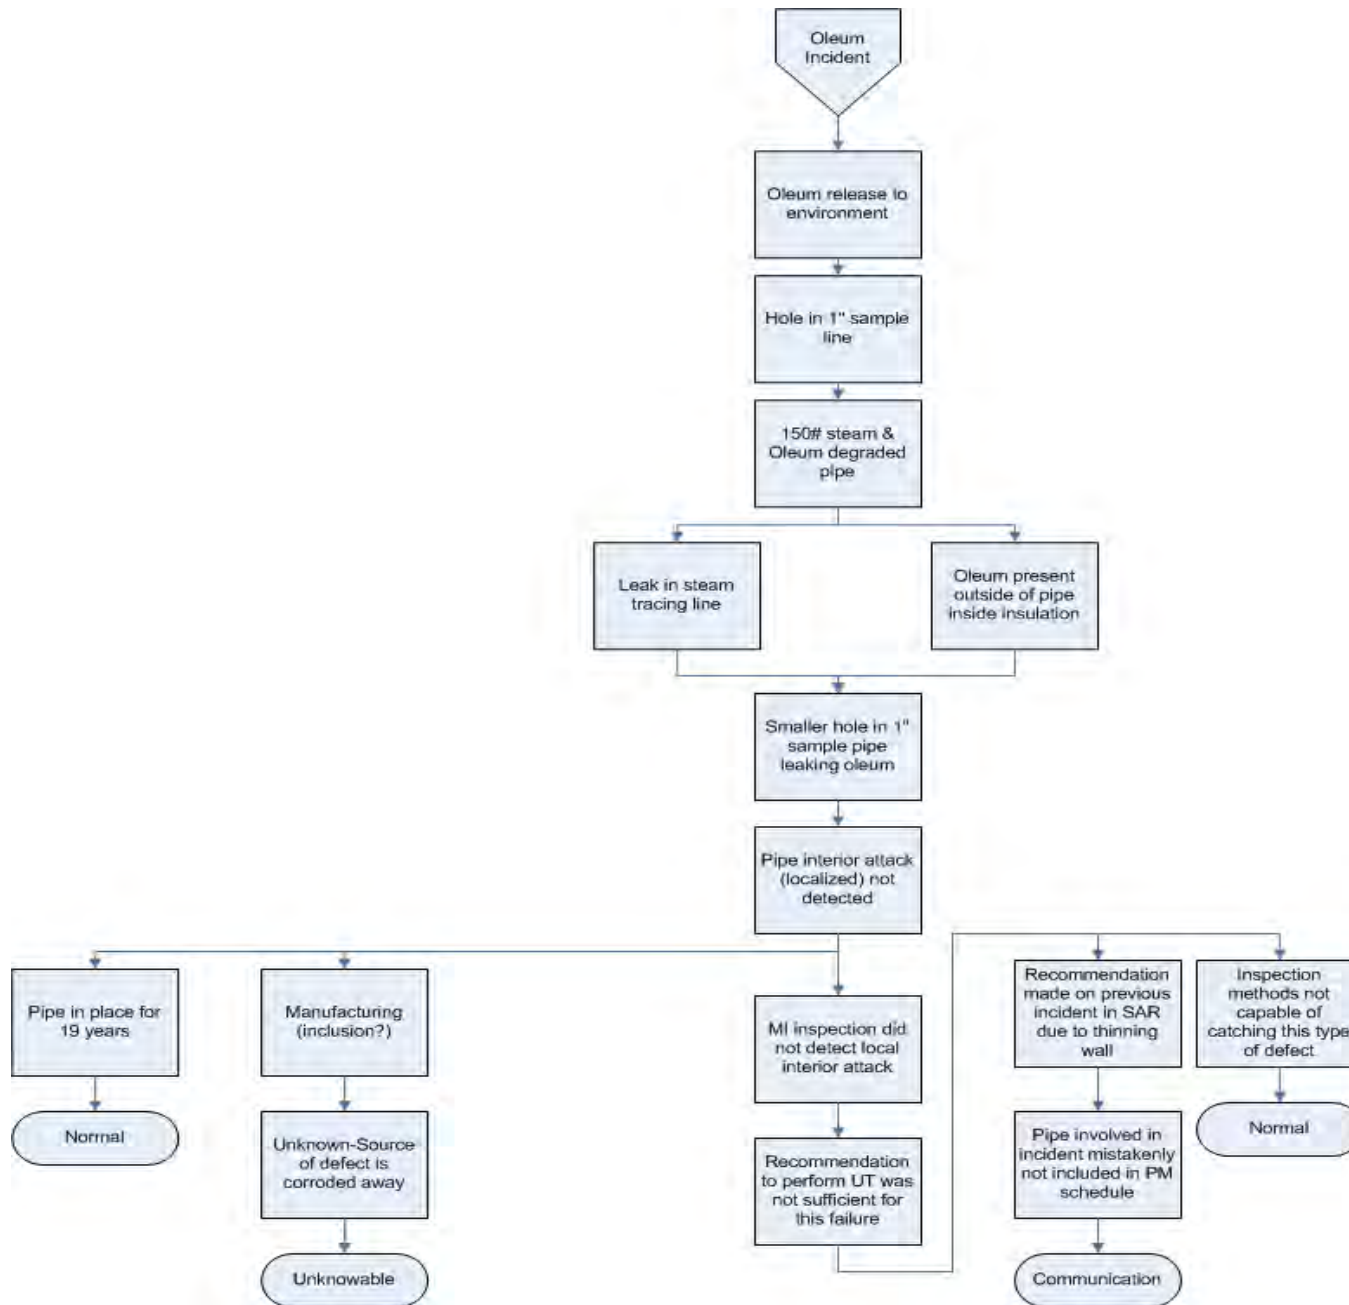 Oleum
Incident
Oleum release to
environment
Hole in 1" sample
line
150# steam &
Oleum degraded
pipe
Leak in steam
tracing line
Oleum present
outside of pipe
inside insulation
Smaller hole in 1"
sample pipe
leaking oleum
Pipe interior attack
(localized) not
detected
Pipe in place for
19 years
Normal
Manufacturing
(inclusion?)
Unknown-Source
of defect is
corroded away
Unknowable
MI inspection did
not detect local
interior attack
Recommendation
to perform UT was
not sufficient for
this failure
Recommendation
made on previous
incident in SAR
due to thinning
wall
Pipe involved in
incident mistakenly
not included in PM
schedule
Communication
Inspection
methods not
capable of
catching this type
of defect
Normal